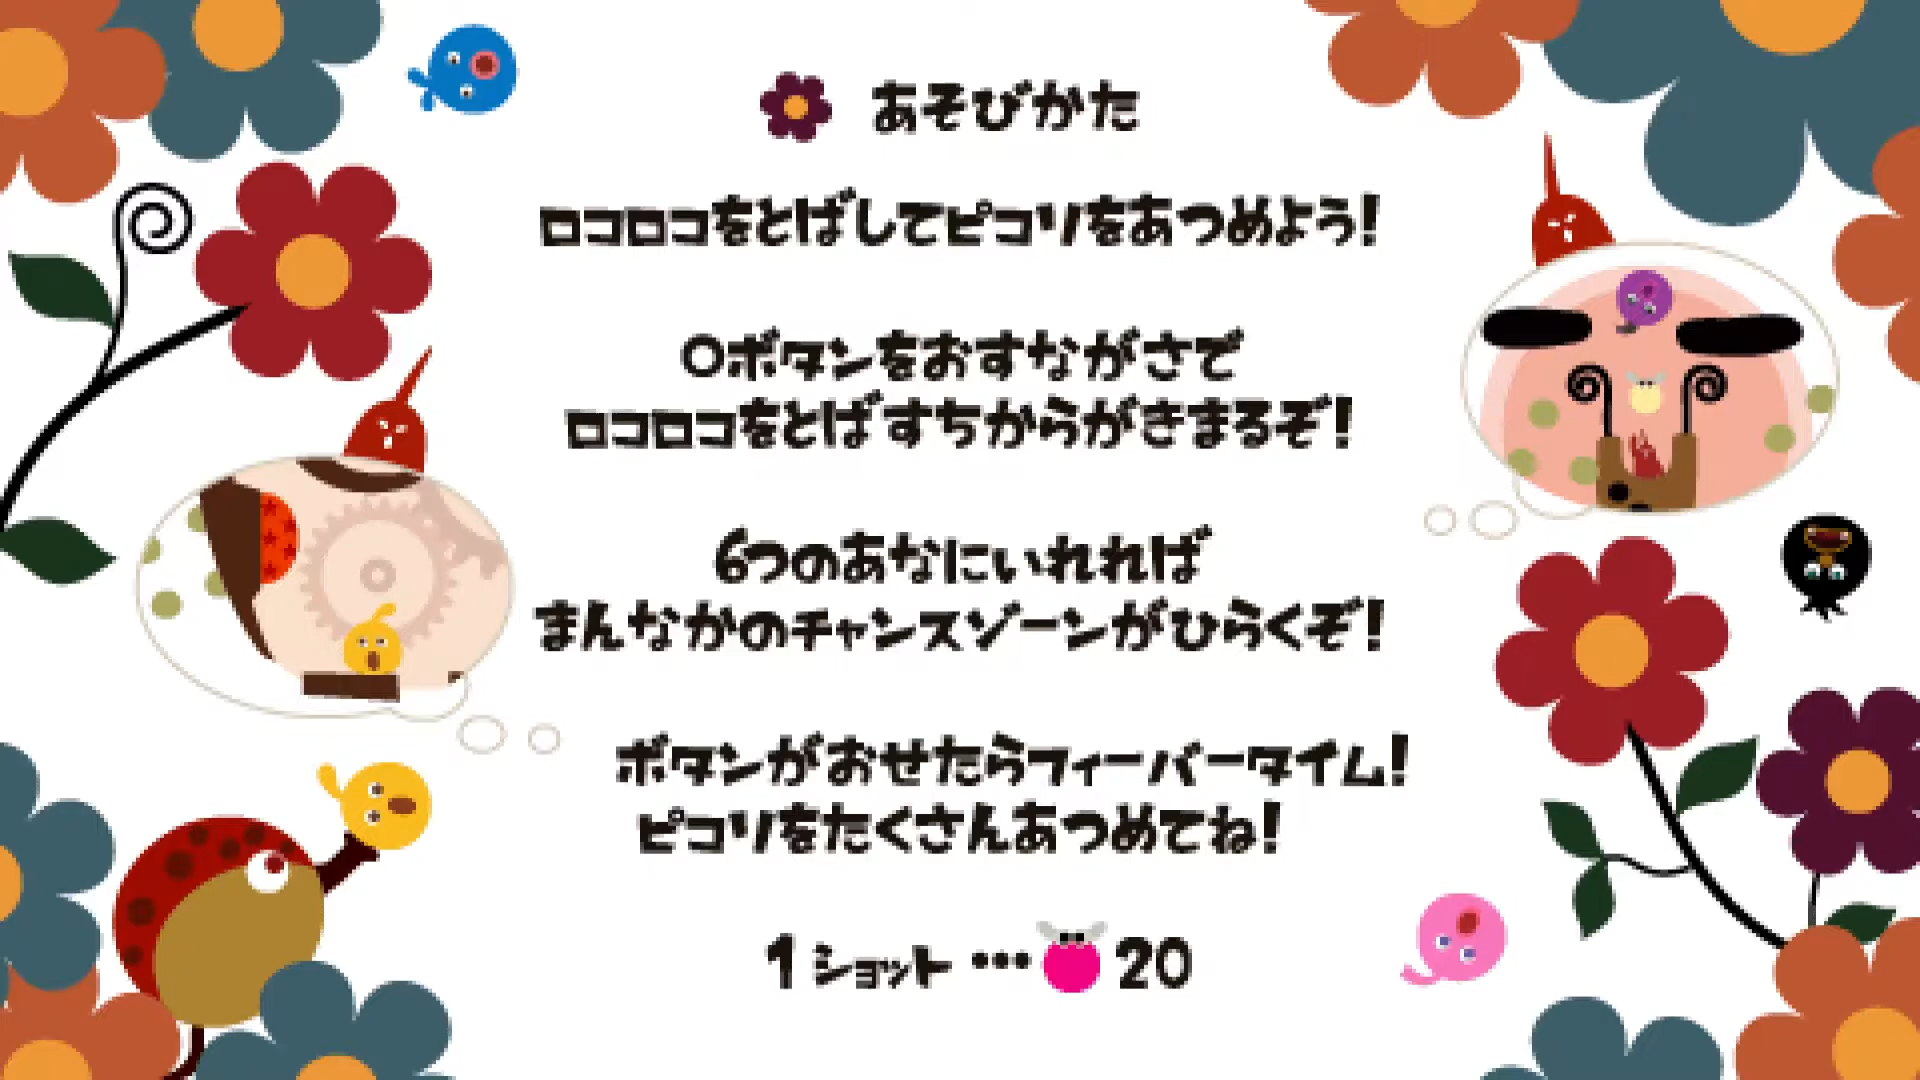 あそびかた
ロコロコをとばしてピコリをあつめよう!
○ボタンをおすながさで
ロコロコをとばすちからがきまるぞ!
6つのあなにいれれば
まんなかのチャンスゾーンがひらくぞ!
ボタンがおせたらフィーバータイム!
ピコリをたくさんあつめてね!
1ショット…20